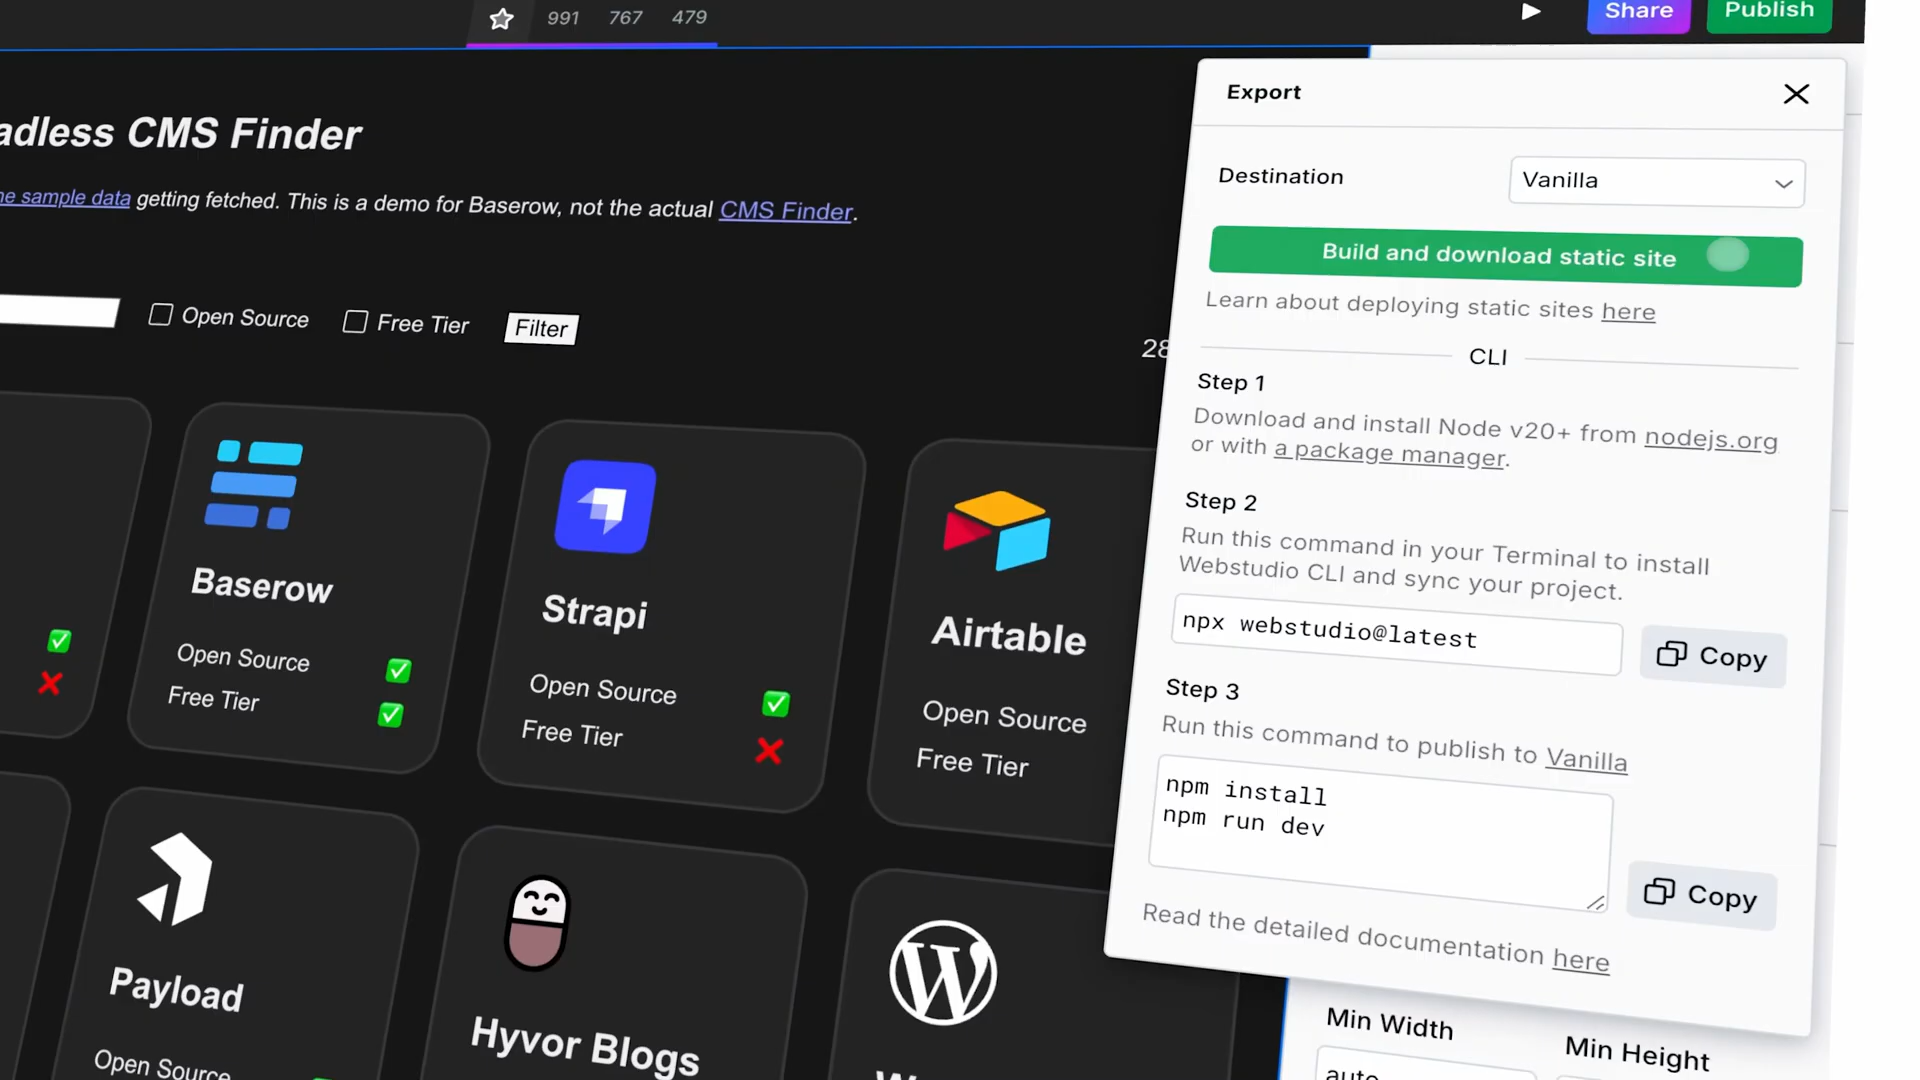 991 767 479
Share
Publish
adless CMS Finder
ne sample data getting fetched. This is a demo for Baserow, not the actual CMS Finder.
Open Source
Free Tier
Filter
28
Baserow
Open Source
Free Tier
Strapi
Open Source
Free Tier
Airtable
Open Source
Free Tier
Payload
Open Source
Hyvor Blogs
Export
Destination
Vanilla
Build and download static site
Learn about deploying static sites here
CLI
Step 1
Download and install Node v20+ from nodejs.org
or with a package manager.
Step 2
Run this command in your Terminal to install
Webstudio CLI and sync your project.
npx webstudio@latest
Copy
Step 3
Run this command to publish to Vanilla
npm install
npm run dev
Copy
Read the detailed documentation here
Min Width
Min Height
auto